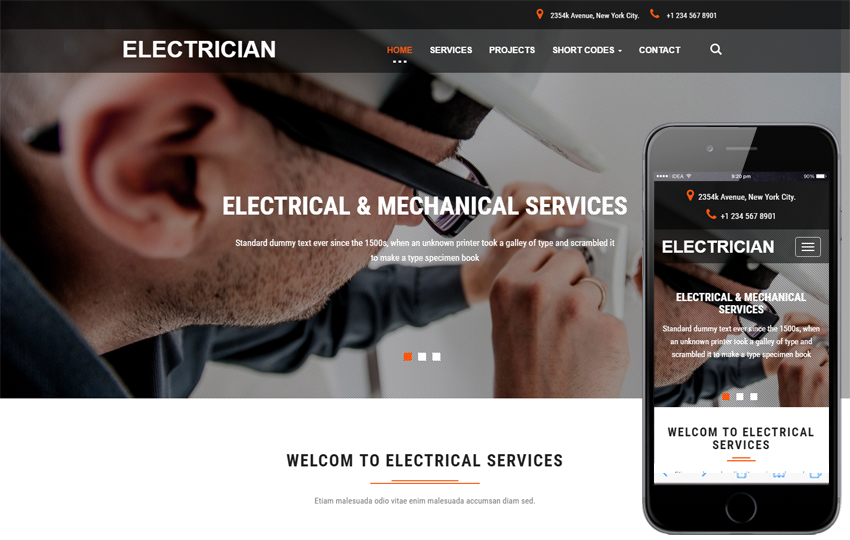 2354k Avenue, New York City. +1 234 567 8901
ELECTRICIAN HOME SERVICES PROJECTS SHORT CODES CONTACT
ELECTRICAL & MECHANICAL SERVICES
Standard dummy text ever since the 1500s, when an unknown printer took a galley of type and scrambled it
to make a type specimen book
WELCOM TO ELECTRICAL SERVICES
Etiam malesuada odio vitae enim malesuada accumsan diam sed.
IDEA 9:20 pm 90%
2354k Avenue, New York City.
+1 234 567 8901
ELECTRICIAN
ELECTRICAL & MECHANICAL
SERVICES
Standard dummy text ever since the 1500s, when
an unknown printer took a galley of type and
scrambled it to make a type specimen book
WELCOM TO ELECTRICAL
SERVICES